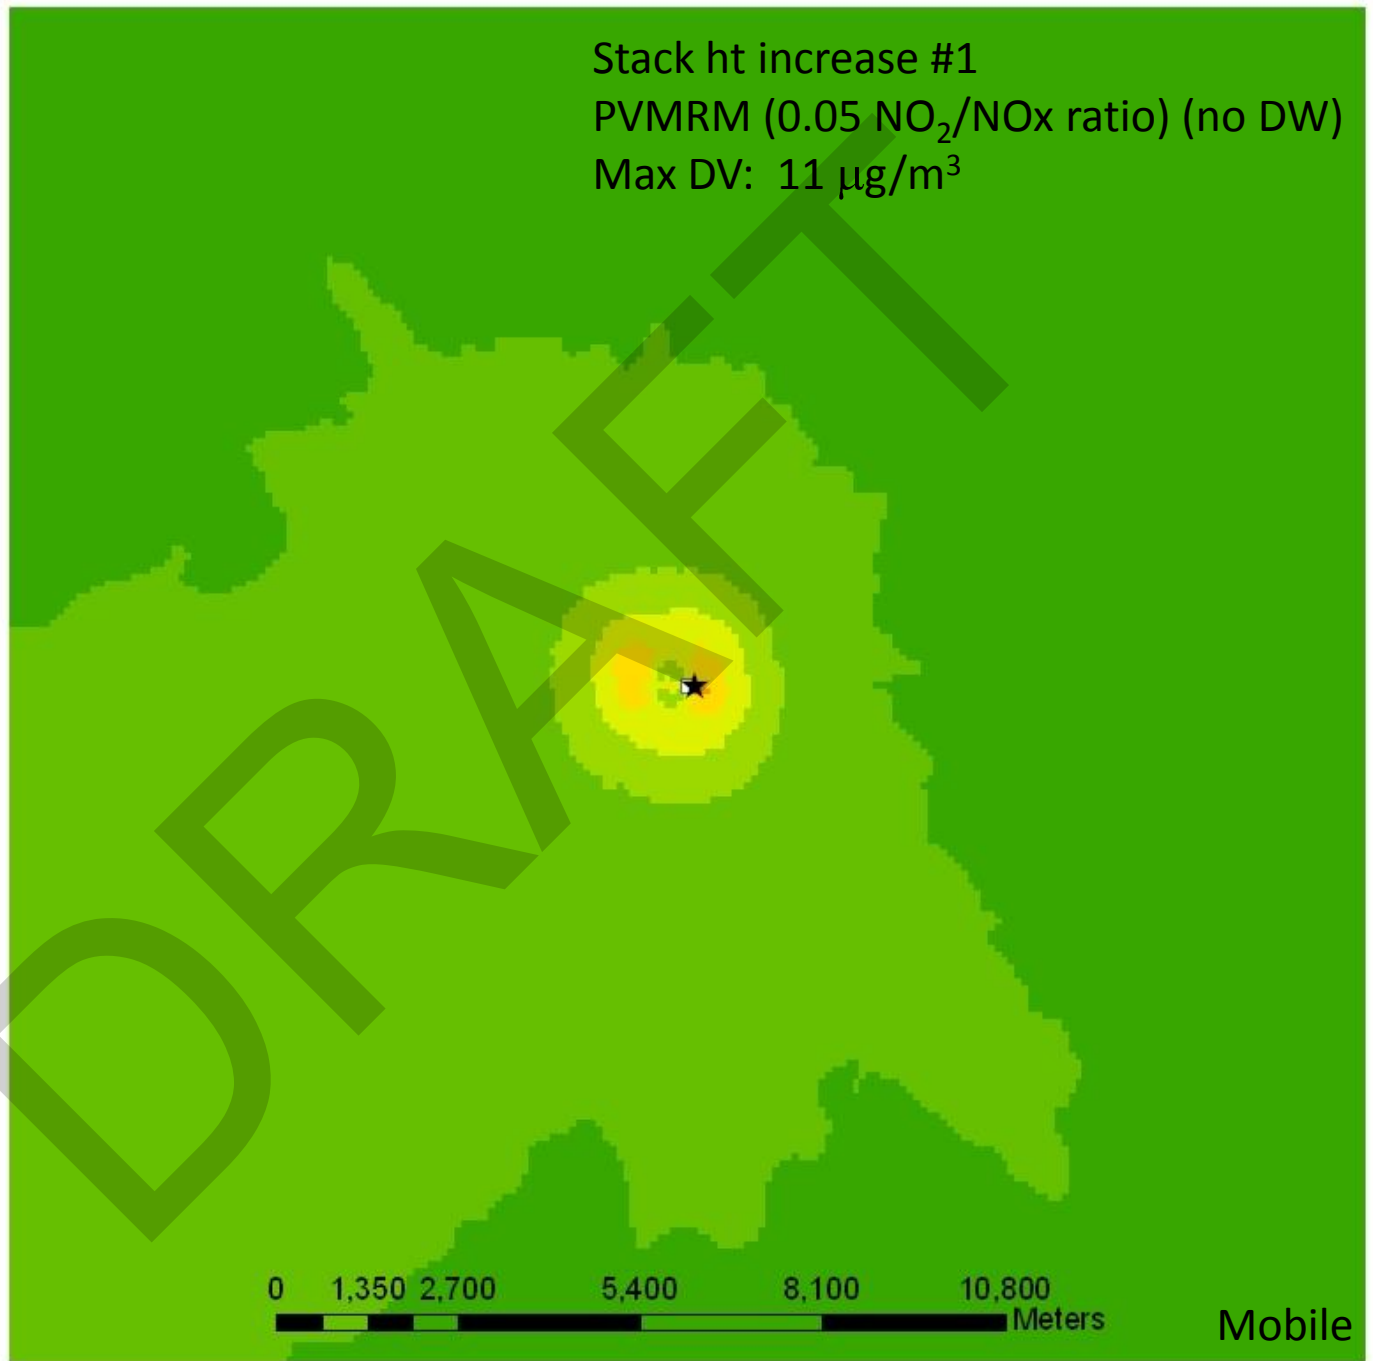 Stack ht increase #1
PVMRM (0.05 NO₂/NOx ratio) (no DW)
Max DV: 11 µg/m³
DRAFT
0 1,350 2,700 5,400 8,100 10,800
Meters
Mobile